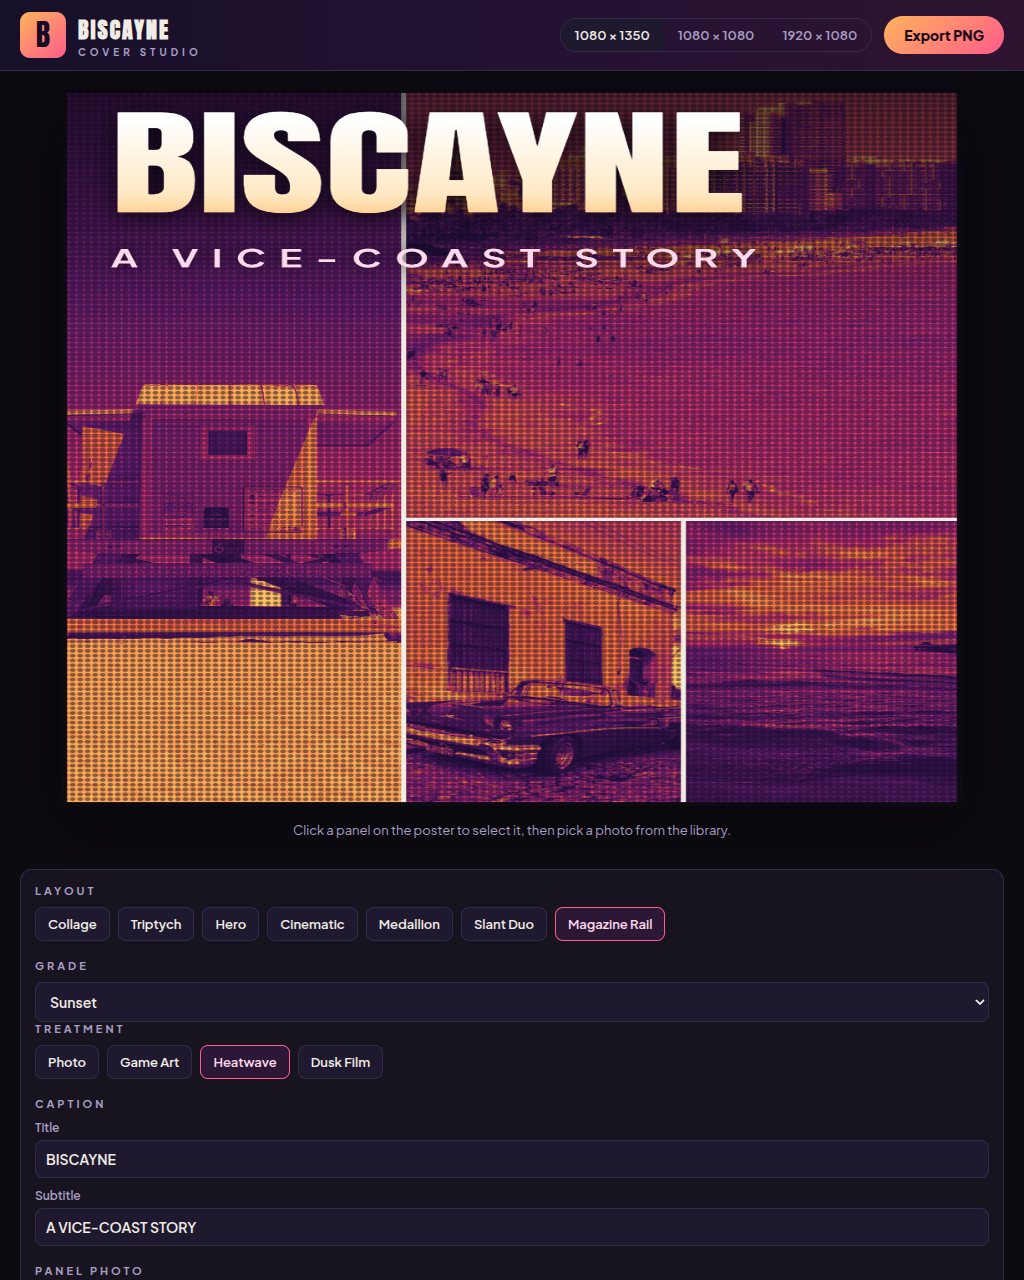 B
BISCAYNE
COVER STUDIO
1080 × 1350
1080 × 1080
1920 × 1080
Export PNG
BISCAYNE
A VICE–COAST STORY
Click a panel on the poster to select it, then pick a photo from the library.
LAYOUT
Collage
Triptych
Hero
Cinematic
Medallion
Slant Duo
Magazine Rail
GRADE
Sunset
TREATMENT
Photo
Game Art
Heatwave
Dusk Film
CAPTION
Title
BISCAYNE
Subtitle
A VICE–COAST STORY
PANEL PHOTO